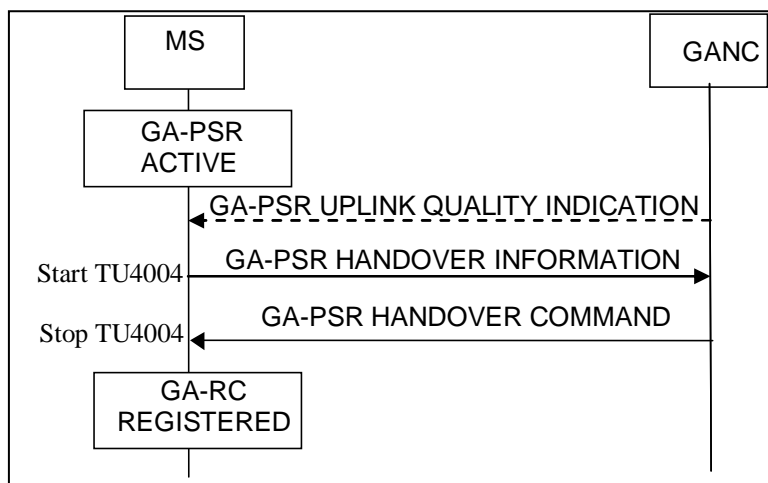 MS
GANC
GA-PSR
ACTIVE
GA-PSR UPLINK QUALITY INDICATION
Start TU4004
GA-PSR HANDOVER INFORMATION
Stop TU4004
GA-PSR HANDOVER COMMAND
GA-RC
REGISTERED